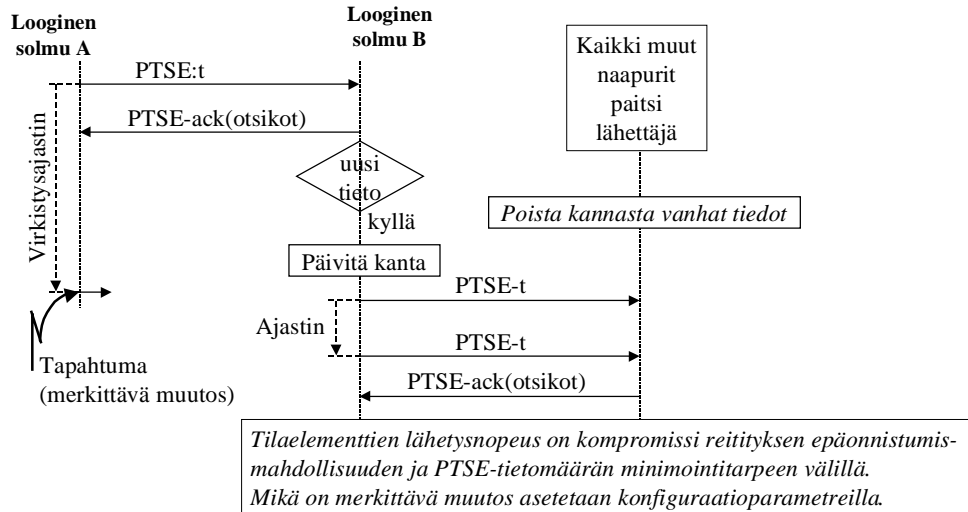 Looginen
solmu A
Looginen
solmu B
Kaikki muut
naapurit
paitsi
lähettäjä
PTSE:t
PTSE-ack(otsikot)
Virkistysajastin
uusi
tieto
kyllä
Poista kannasta vanhat tiedot
Päivitä kanta
PTSE-t
Ajastin
PTSE-t
PTSE-ack(otsikot)
Tapahtuma
(merkittävä muutos)
Tilaelementtien lähetysnopeus on kompromissi reitityksen epäonnistumis-
mahdollisuuden ja PTSE-tietomäärän minimointitarpeen välillä.
Mikä on merkittävä muutos asetetaan konfiguraatioparametreilla.